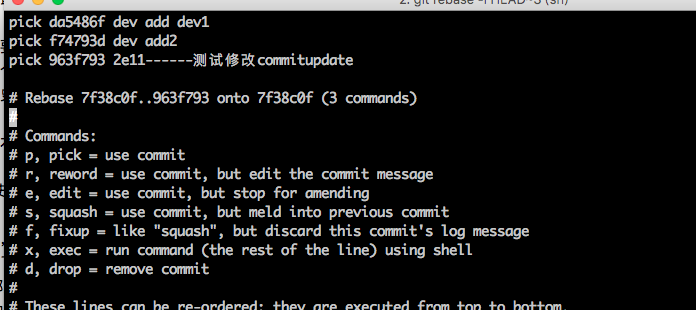 2. git rebase -i HEAD~3 (sh)
pick da5486f dev add dev1
pick f74793d dev add2
pick 963f793 2e11------测试修改commitupdate
# Rebase 7f38c0f..963f793 onto 7f38c0f (3 commands)
#
# Commands:
# p, pick = use commit
# r, reword = use commit, but edit the commit message
# e, edit = use commit, but stop for amending
# s, squash = use commit, but meld into previous commit
# f, fixup = like "squash", but discard this commit's log message
# x, exec = run command (the rest of the line) using shell
# d, drop = remove commit
#
# These lines can be re-ordered; they are executed from top to bottom.